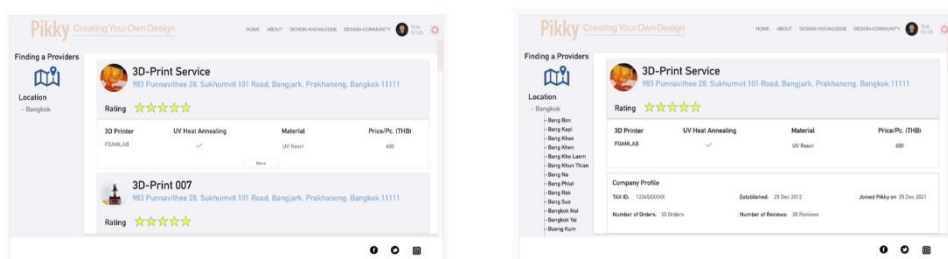 Pikky Creating Your Own Design
HOME ABOUT DESIGN-KNOWLEDGE DESIGN-COMMUNITY
Finding a Providers
Location
- Bangkok
3D-Print Service
983 Punnavithee 28, Sukhumvit 101 Road, Bangjark, Prakhanong, Bangkok 11111
Rating
3D Printer UV Heat Annealing Material Price/Pc. (THB)
FOAMLAB UV Resin 400
More
3D-Print 007
983 Punnavithee 28, Sukhumvit 101 Road, Bangjark, Prakhanong, Bangkok 11111
Rating
Pikky Creating Your Own Design
HOME ABOUT DESIGN-KNOWLEDGE DESIGN-COMMUNITY
Finding a Providers
Location
- Bangkok
- Bang Bon
- Bang Kapi
- Bang Khae
- Bang Khen
- Bang Kho Laem
- Bang Khun Thian
- Bang Na
- Bang Phlat
- Bang Rak
- Bang Sue
- Bangkok Noi
- Bangkok Yai
- Bueng Kum
3D-Print Service
983 Punnavithee 28, Sukhumvit 101 Road, Bangjark, Prakhanong, Bangkok 11111
Rating
3D Printer UV Heat Annealing Material Price/Pc. (THB)
FOAMLAB UV Resin 400
Company Profile
TAX ID: Established: 20 Dec 2012 Joined Pikky on 25 Dec 2021
Number of Orders: 30 Orders Number of Reviews: 30 Reviews